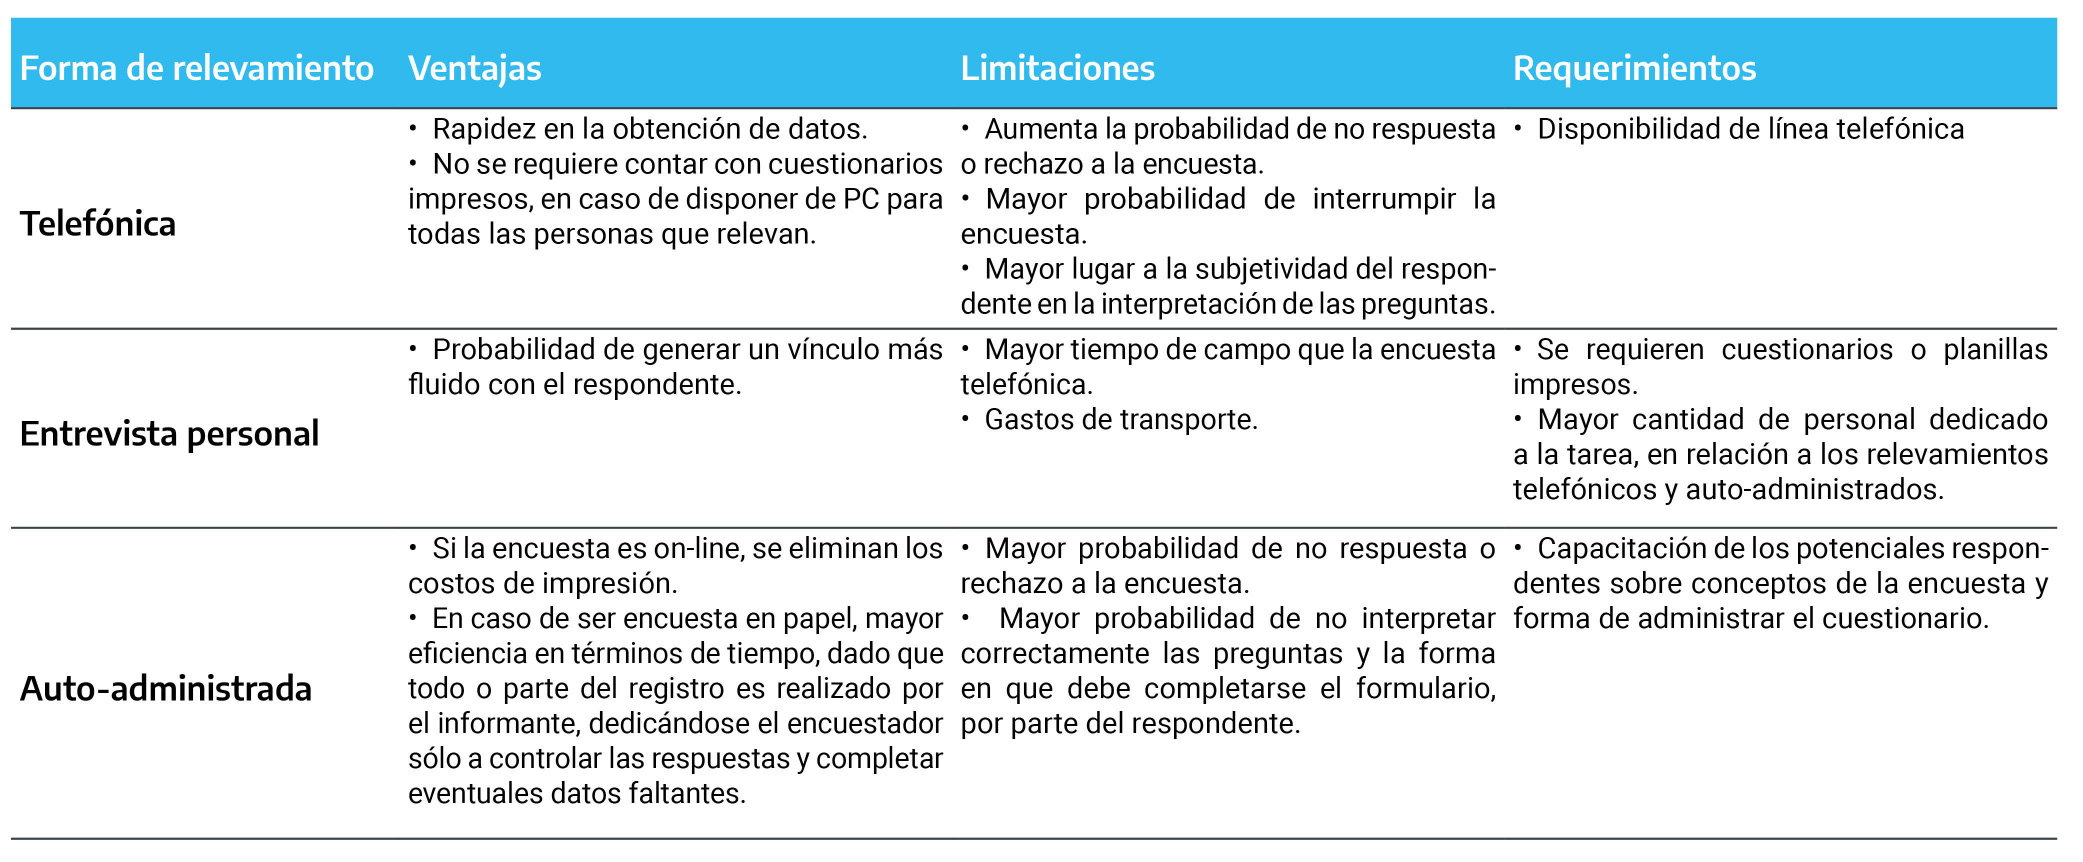 Forma de relevamiento
Ventajas
Limitaciones
Requerimientos
Telefónica
• Rapidez en la obtención de datos.
• No se requiere contar con cuestionarios
impresos, en caso de disponer de PC para
todas las personas que relevan.
• Aumenta la probabilidad de no respuesta
o rechazo a la encuesta.
• Mayor probabilidad de interrumpir la
encuesta.
• Mayor lugar a la subjetividad del respon-
dente en la interpretación de las preguntas.
• Disponibilidad de línea telefónica
Entrevista personal
• Probabilidad de generar un vínculo más
fluido con el respondente.
• Mayor tiempo de campo que la encuesta
telefónica.
• Gastos de transporte.
• Se requieren cuestionarios o planillas
impresos.
• Mayor cantidad de personal dedicado
a la tarea, en relación a los relevamientos
telefónicos y auto-administrados.
Auto-administrada
• Si la encuesta es on-line, se eliminan los
costos de impresión.
• En caso de ser encuesta en papel, mayor
eficiencia en términos de tiempo, dado que
todo o parte del registro es realizado por
el informante, dedicándose el encuestador
sólo a controlar las respuestas y completar
eventuales datos faltantes.
• Mayor probabilidad de no respuesta o
rechazo a la encuesta.
• Mayor probabilidad de no interpretar
correctamente las preguntas y la forma
en que debe completarse el formulario,
por parte del respondente.
• Capacitación de los potenciales respon-
dentes sobre conceptos de la encuesta y
forma de administrar el cuestionario.